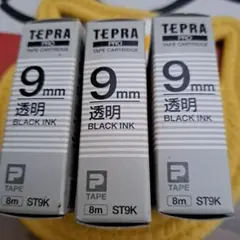 TEPRA
PRO
TAPE CARTRIDGE
9mm
透明
BLACK INK
P
TAPE
8m ST9K
TEPRA
PRO
TAPE CARTRIDGE
9mm
透明
BLACK INK
P
TAPE
8m ST9K
TEPRA
PRO
TAPE CARTRIDGE
9mm
透明
BLACK INK
P
TAPE
8m ST9K